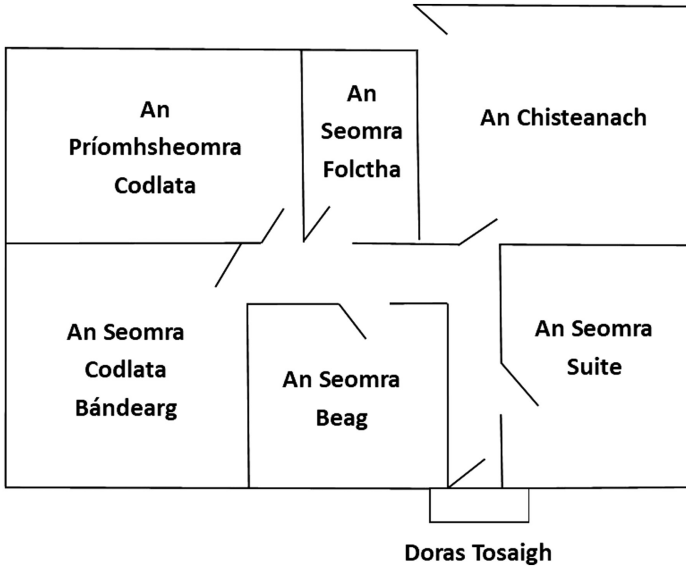 An
Príomhsheomra
Codlata
An
Seomra
Folctha
An Chisteanach
An Seomra
Codlata
Bándearg
An Seomra
Beag
An Seomra
Suite
Doras Tosaigh